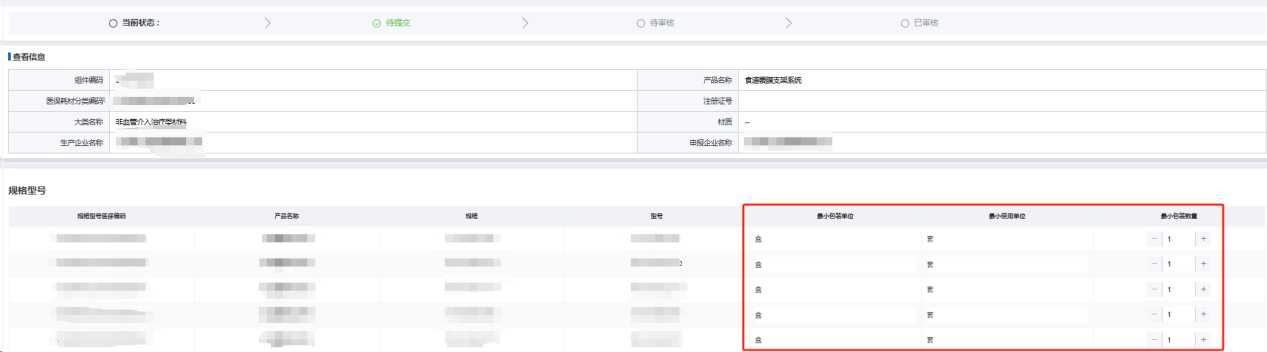 当前状态： 待提交 待审核 已审核
查看信息
组件编码 产品名称 食道覆膜支架系统
医保耗材分类编码 注册证号
大类名称 非血管介入治疗类材料 材质 --
生产企业名称 申报企业名称
规格型号
规格型号医保编码 产品名称 规格 型号 最小包装单位 最小使用单位 最小包装数量
盒 套 － 1 +
盒 套 － 1 +
盒 套 － 1 +
盒 套 － 1 +
盒 套 － 1 +